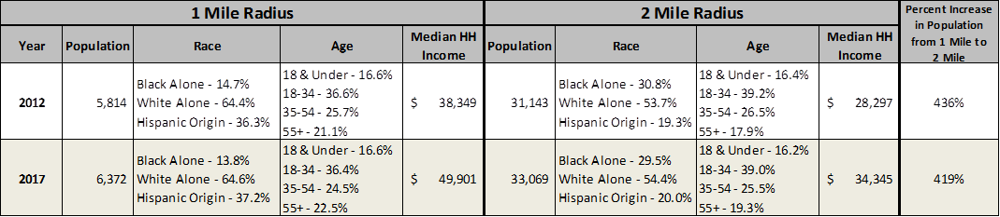 1 Mile Radius 2 Mile Radius Percent Increase in Population from 1 Mile to 2 Mile
Year Population Race Age Median HH Income Population Race Age Median HH Income
2012 5,814 Black Alone - 14.7% White Alone - 64.4% Hispanic Origin - 36.3% 18 & Under - 16.6% 18-34 - 36.6% 35-54 - 25.7% 55+ - 21.1% $ 38,349 31,143 Black Alone - 30.8% White Alone - 53.7% Hispanic Origin - 19.3% 18 & Under - 16.4% 18-34 - 39.2% 35-54 - 26.5% 55+ - 17.9% $ 28,297 436%
2017 6,372 Black Alone - 13.8% White Alone - 64.6% Hispanic Origin - 37.2% 18 & Under - 16.6% 18-34 - 36.4% 35-54 - 24.5% 55+ - 22.5% $ 49,901 33,069 Black Alone - 29.5% White Alone - 54.4% Hispanic Origin - 20.0% 18 & Under - 16.2% 18-34 - 39.0% 35-54 - 25.5% 55+ - 19.3% $ 34,345 419%